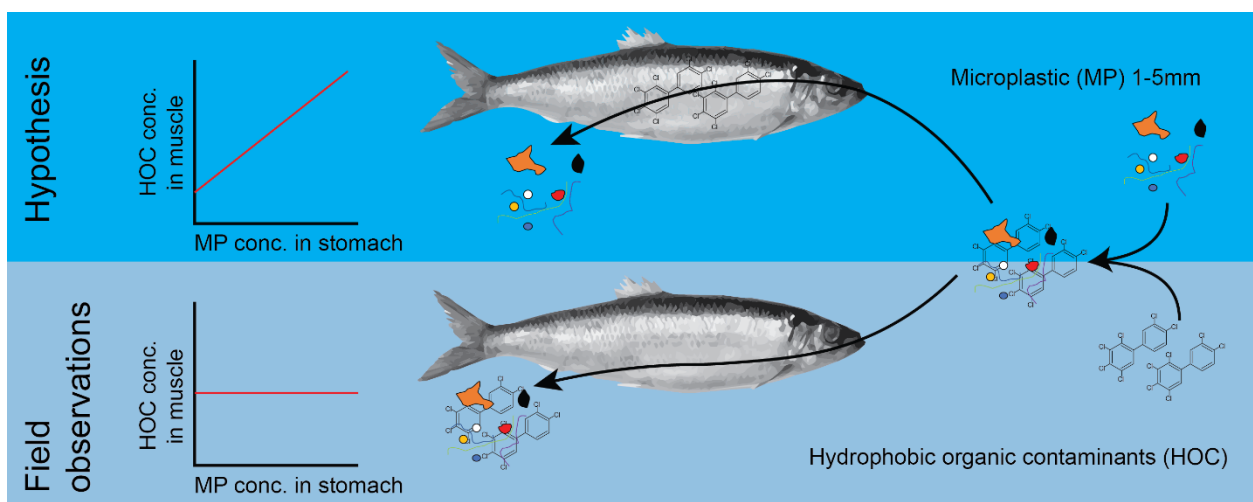 Hypothesis
HOC conc.
in muscle
MP conc. in stomach
Microplastic (MP) 1-5mm
Field
observations
HOC conc.
in muscle
MP conc. in stomach
Hydrophobic organic contaminants (HOC)